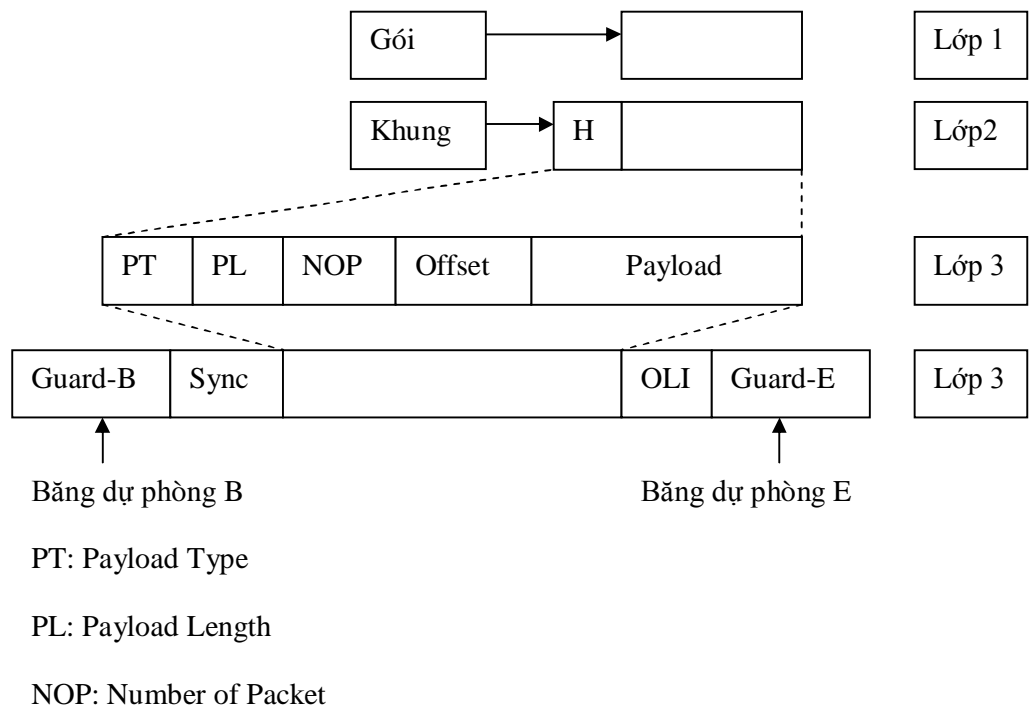 Gói Lớp 1
Khung H Lớp2
PT PL NOP Offset Payload Lớp 3
Guard-B Sync OLI Guard-E Lớp 3
Băng dự phòng B Băng dự phòng E
PT: Payload Type
PL: Payload Length
NOP: Number of Packet